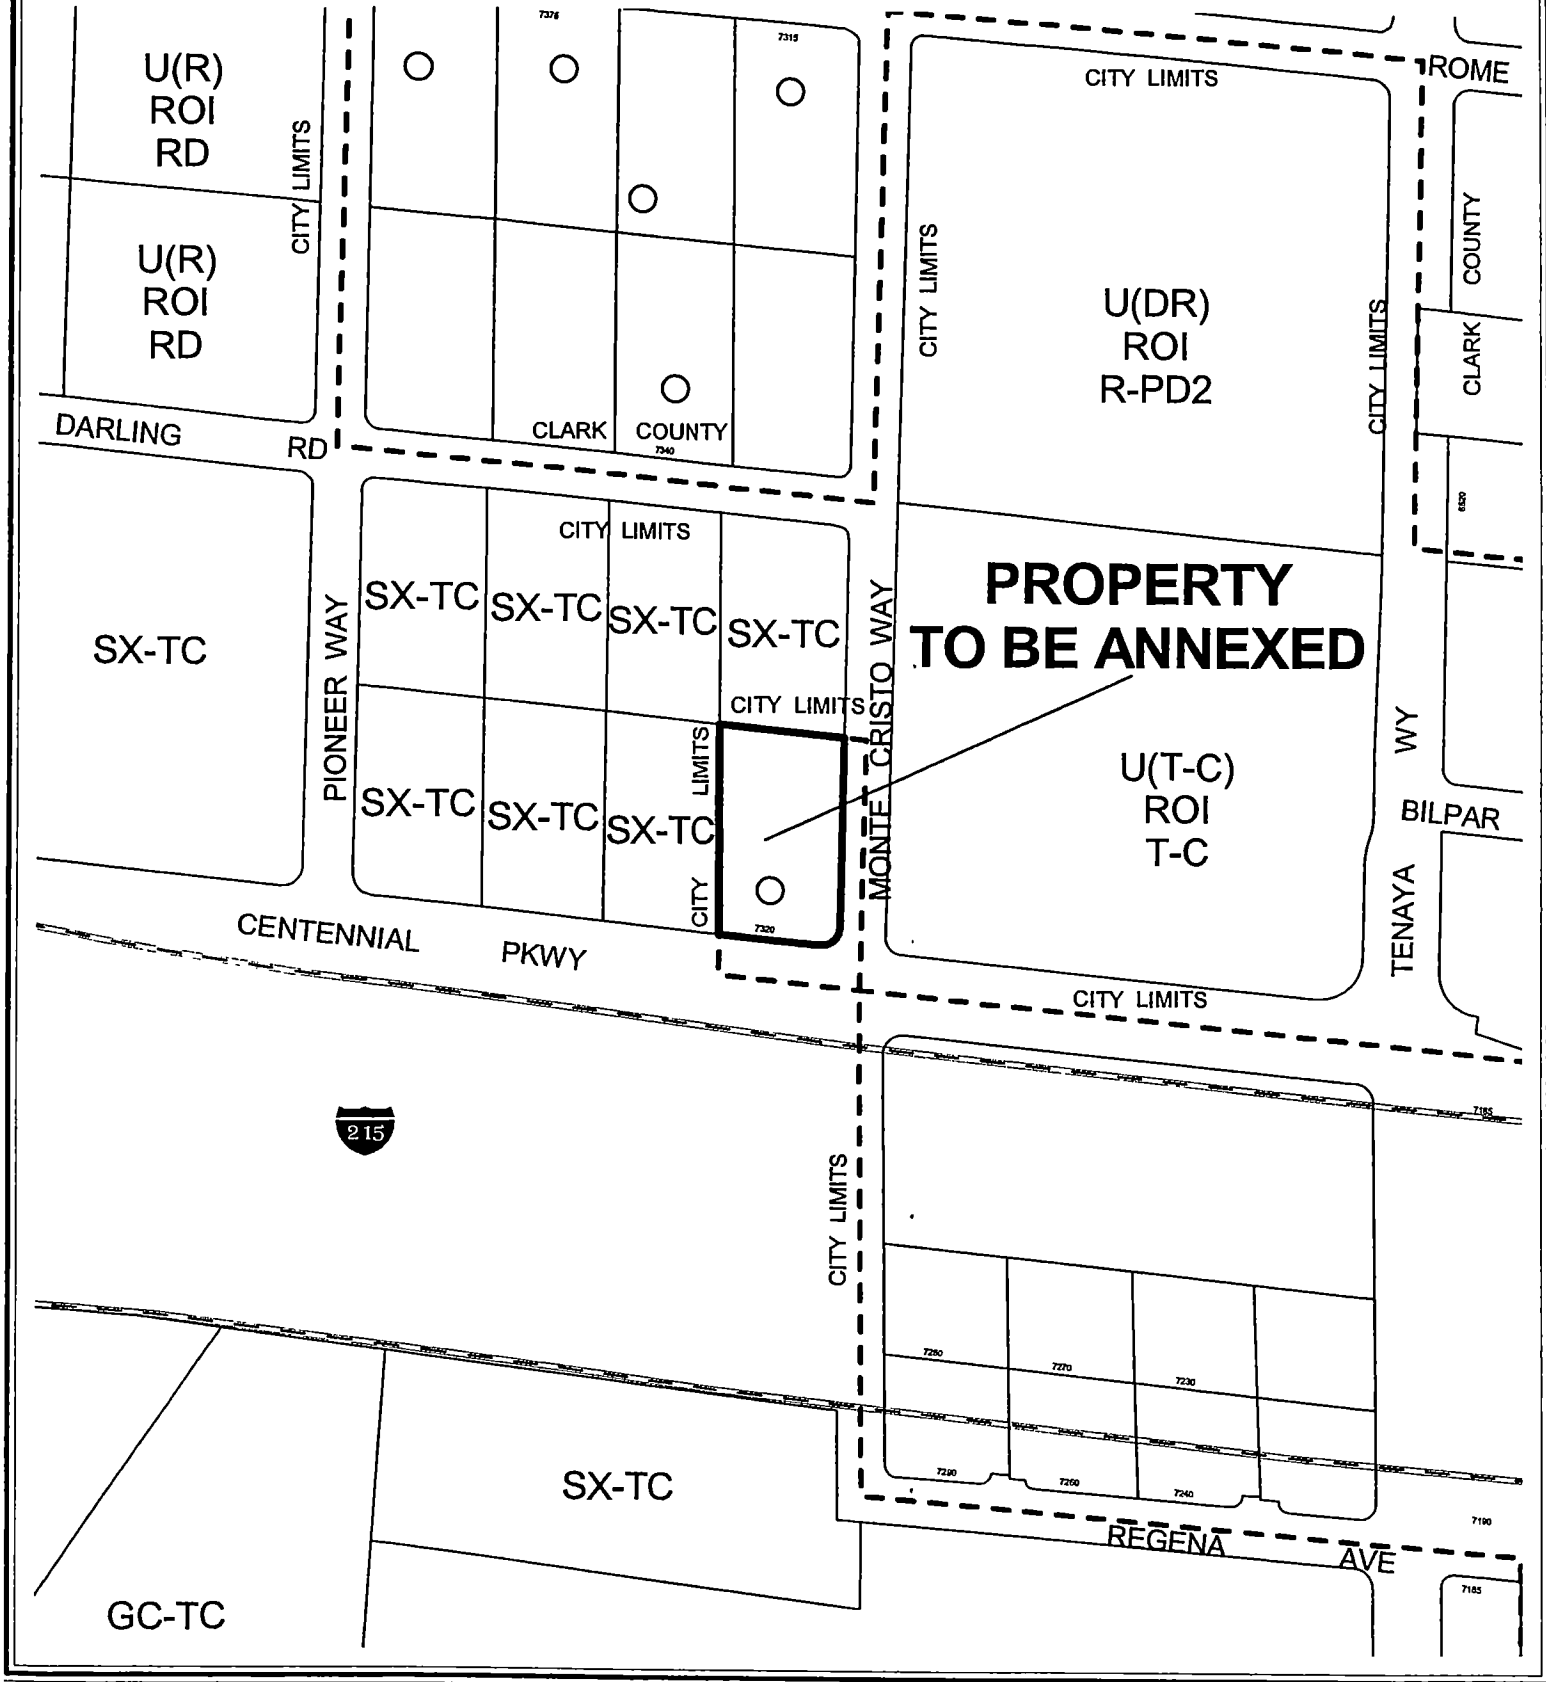 7376
7315
ROME
U(R)
ROI
RD
CITY LIMITS
CITY LIMITS
COUNTY
CLARK
U(R)
ROI
RD
CITY LIMITS
U(DR)
ROI
R-PD2
CITY LIMITS
DARLING RD
CLARK COUNTY
7340
6520
CITY LIMITS
SX-TC
PIONEER WAY
SX-TC
SX-TC
SX-TC
SX-TC
MONTE CRISTO WAY
PROPERTY
TO BE ANNEXED
CITY LIMITS
CITY LIMITS
SX-TC
SX-TC
SX-TC
7320
U(T-C)
ROI
T-C
TENAYA WY
BILPAR
CENTENNIAL PKWY
CITY LIMITS
215
7185
CITY LIMITS
7270
7230
7260
7240
7190
SX-TC
REGENA AVE
7185
GC-TC